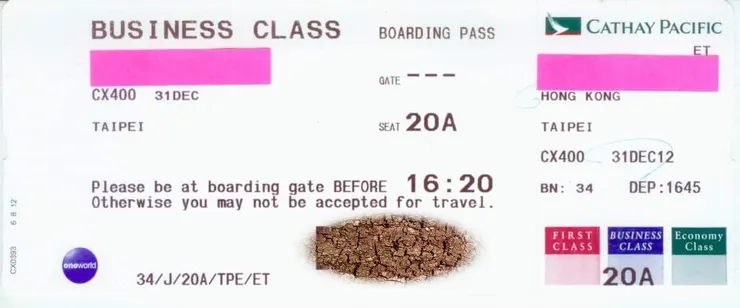 BUSINESS CLASS
BOARDING PASS
GATE ---
CX400 31DEC
TAIPEI
SEAT 20A
Please be at boarding gate BEFORE 16:20
Otherwise you may not be accepted for travel.
34/J/20A/TPE/ET
oneworld
CX0393 6.8.12
CATHAY PACIFIC
ET
HONG KONG
TAIPEI
CX400 31DEC12
BN: 34 DEP:1645
FIRST CLASS
BUSINESS CLASS
Economy Class
20A